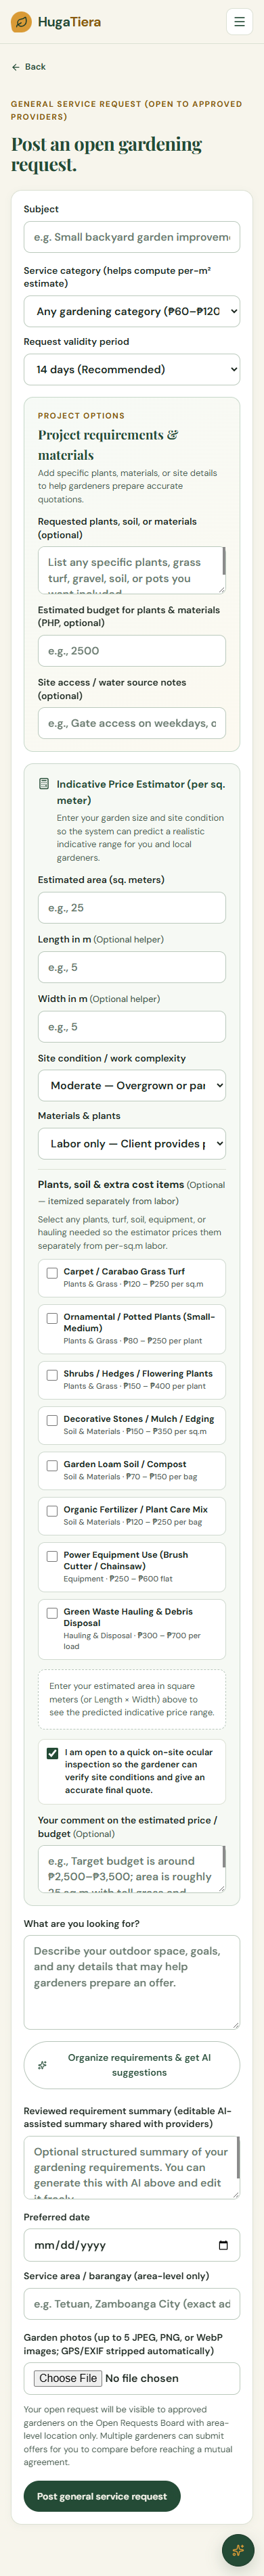 HugaTiera
Back
GENERAL SERVICE REQUEST (OPEN TO APPROVED
PROVIDERS)
Post an open gardening
request.
Subject
e.g. Small backyard garden improveme
Service category (helps compute per-m²
estimate)
Any gardening category (₱60–₱120
Request validity period
14 days (Recommended)
PROJECT OPTIONS
Project requirements &
materials
Add specific plants, materials, or site details
to help gardeners prepare accurate
quotations.
Requested plants, soil, or materials
(optional)
List any specific plants, grass
turf, gravel, soil, or pots you
want included
Estimated budget for plants & materials
(PHP, optional)
e.g., 2500
Site access / water source notes
(optional)
e.g., Gate access on weekdays, c
Indicative Price Estimator (per sq.
meter)
Enter your garden size and site condition
so the system can predict a realistic
indicative range for you and local
gardeners.
Estimated area (sq. meters)
e.g., 25
Length in m (Optional helper)
e.g., 5
Width in m (Optional helper)
e.g., 5
Site condition / work complexity
Moderate — Overgrown or par
Materials & plants
Labor only — Client provides p
Plants, soil & extra cost items (Optional
— itemized separately from labor)
Select any plants, turf, soil, equipment, or
hauling needed so the estimator prices them
separately from per-sq.m labor.
Carpet / Carabao Grass Turf
Plants & Grass · ₱120 – ₱250 per sq.m
Ornamental / Potted Plants (Small-
Medium)
Plants & Grass · ₱80 – ₱250 per plant
Shrubs / Hedges / Flowering Plants
Plants & Grass · ₱150 – ₱400 per plant
Decorative Stones / Mulch / Edging
Soil & Materials · ₱150 – ₱350 per sq.m
Garden Loam Soil / Compost
Soil & Materials · ₱70 – ₱150 per bag
Organic Fertilizer / Plant Care Mix
Soil & Materials · ₱120 – ₱250 per bag
Power Equipment Use (Brush
Cutter / Chainsaw)
Equipment · ₱250 – ₱600 flat
Green Waste Hauling & Debris
Disposal
Hauling & Disposal · ₱300 – ₱700 per
load
Enter your estimated area in square
meters (or Length × Width) above to
see the predicted indicative price range.
I am open to a quick on-site ocular
inspection so the gardener can
verify site conditions and give an
accurate final quote.
Your comment on the estimated price /
budget (Optional)
e.g., Target budget is around
₱2,500–₱3,500; area is roughly
25 sq.m with tall grass and
What are you looking for?
Describe your outdoor space, goals,
and any details that may help
gardeners prepare an offer.
Organize requirements & get AI
suggestions
Reviewed requirement summary (editable AI-
assisted summary shared with providers)
Optional structured summary of your
gardening requirements. You can
generate this with AI above and edit
it freely.
Preferred date
mm/dd/yyyy
Service area / barangay (area-level only)
e.g. Tetuan, Zamboanga City (exact ad
Garden photos (up to 5 JPEG, PNG, or WebP
images; GPS/EXIF stripped automatically)
Choose File No file chosen
Your open request will be visible to approved
gardeners on the Open Requests Board with area-
level location only. Multiple gardeners can submit
offers for you to compare before reaching a mutual
agreement.
Post general service request